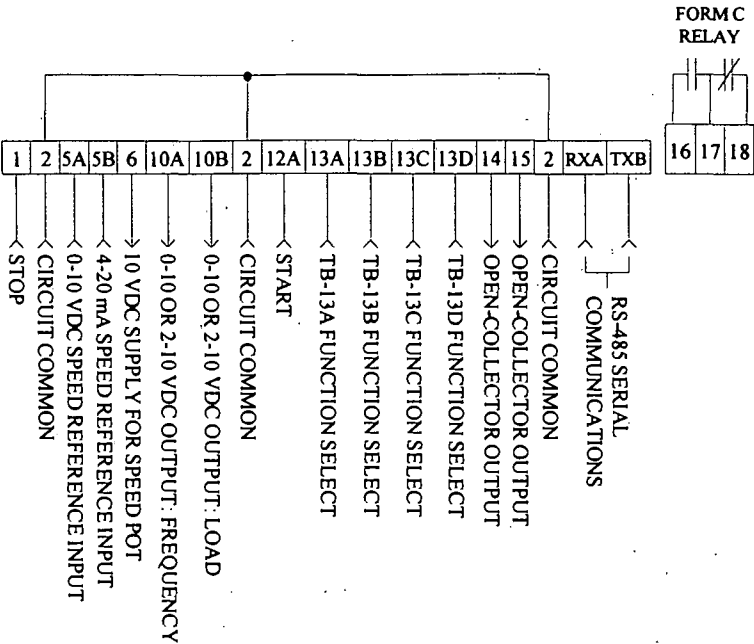 FORM C
RELAY
1 2 5A 5B 6 10A 10B 2 12A 13A 13B 13C 13D 14 15 2 RXA TXB
16 17 18
STOP
CIRCUIT COMMON
0-10 VDC SPEED REFERENCE INPUT
4-20 mA SPEED REFERENCE INPUT
10 VDC SUPPLY FOR SPEED POT
0-10 OR 2-10 VDC OUTPUT: FREQUENCY
0-10 OR 2-10 VDC OUTPUT: LOAD
CIRCUIT COMMON
START
TB-13A FUNCTION SELECT
TB-13B FUNCTION SELECT
TB-13C FUNCTION SELECT
TB-13D FUNCTION SELECT
OPEN-COLLECTOR OUTPUT
OPEN-COLLECTOR OUTPUT
CIRCUIT COMMON
RS-485 SERIAL
COMMUNICATIONS